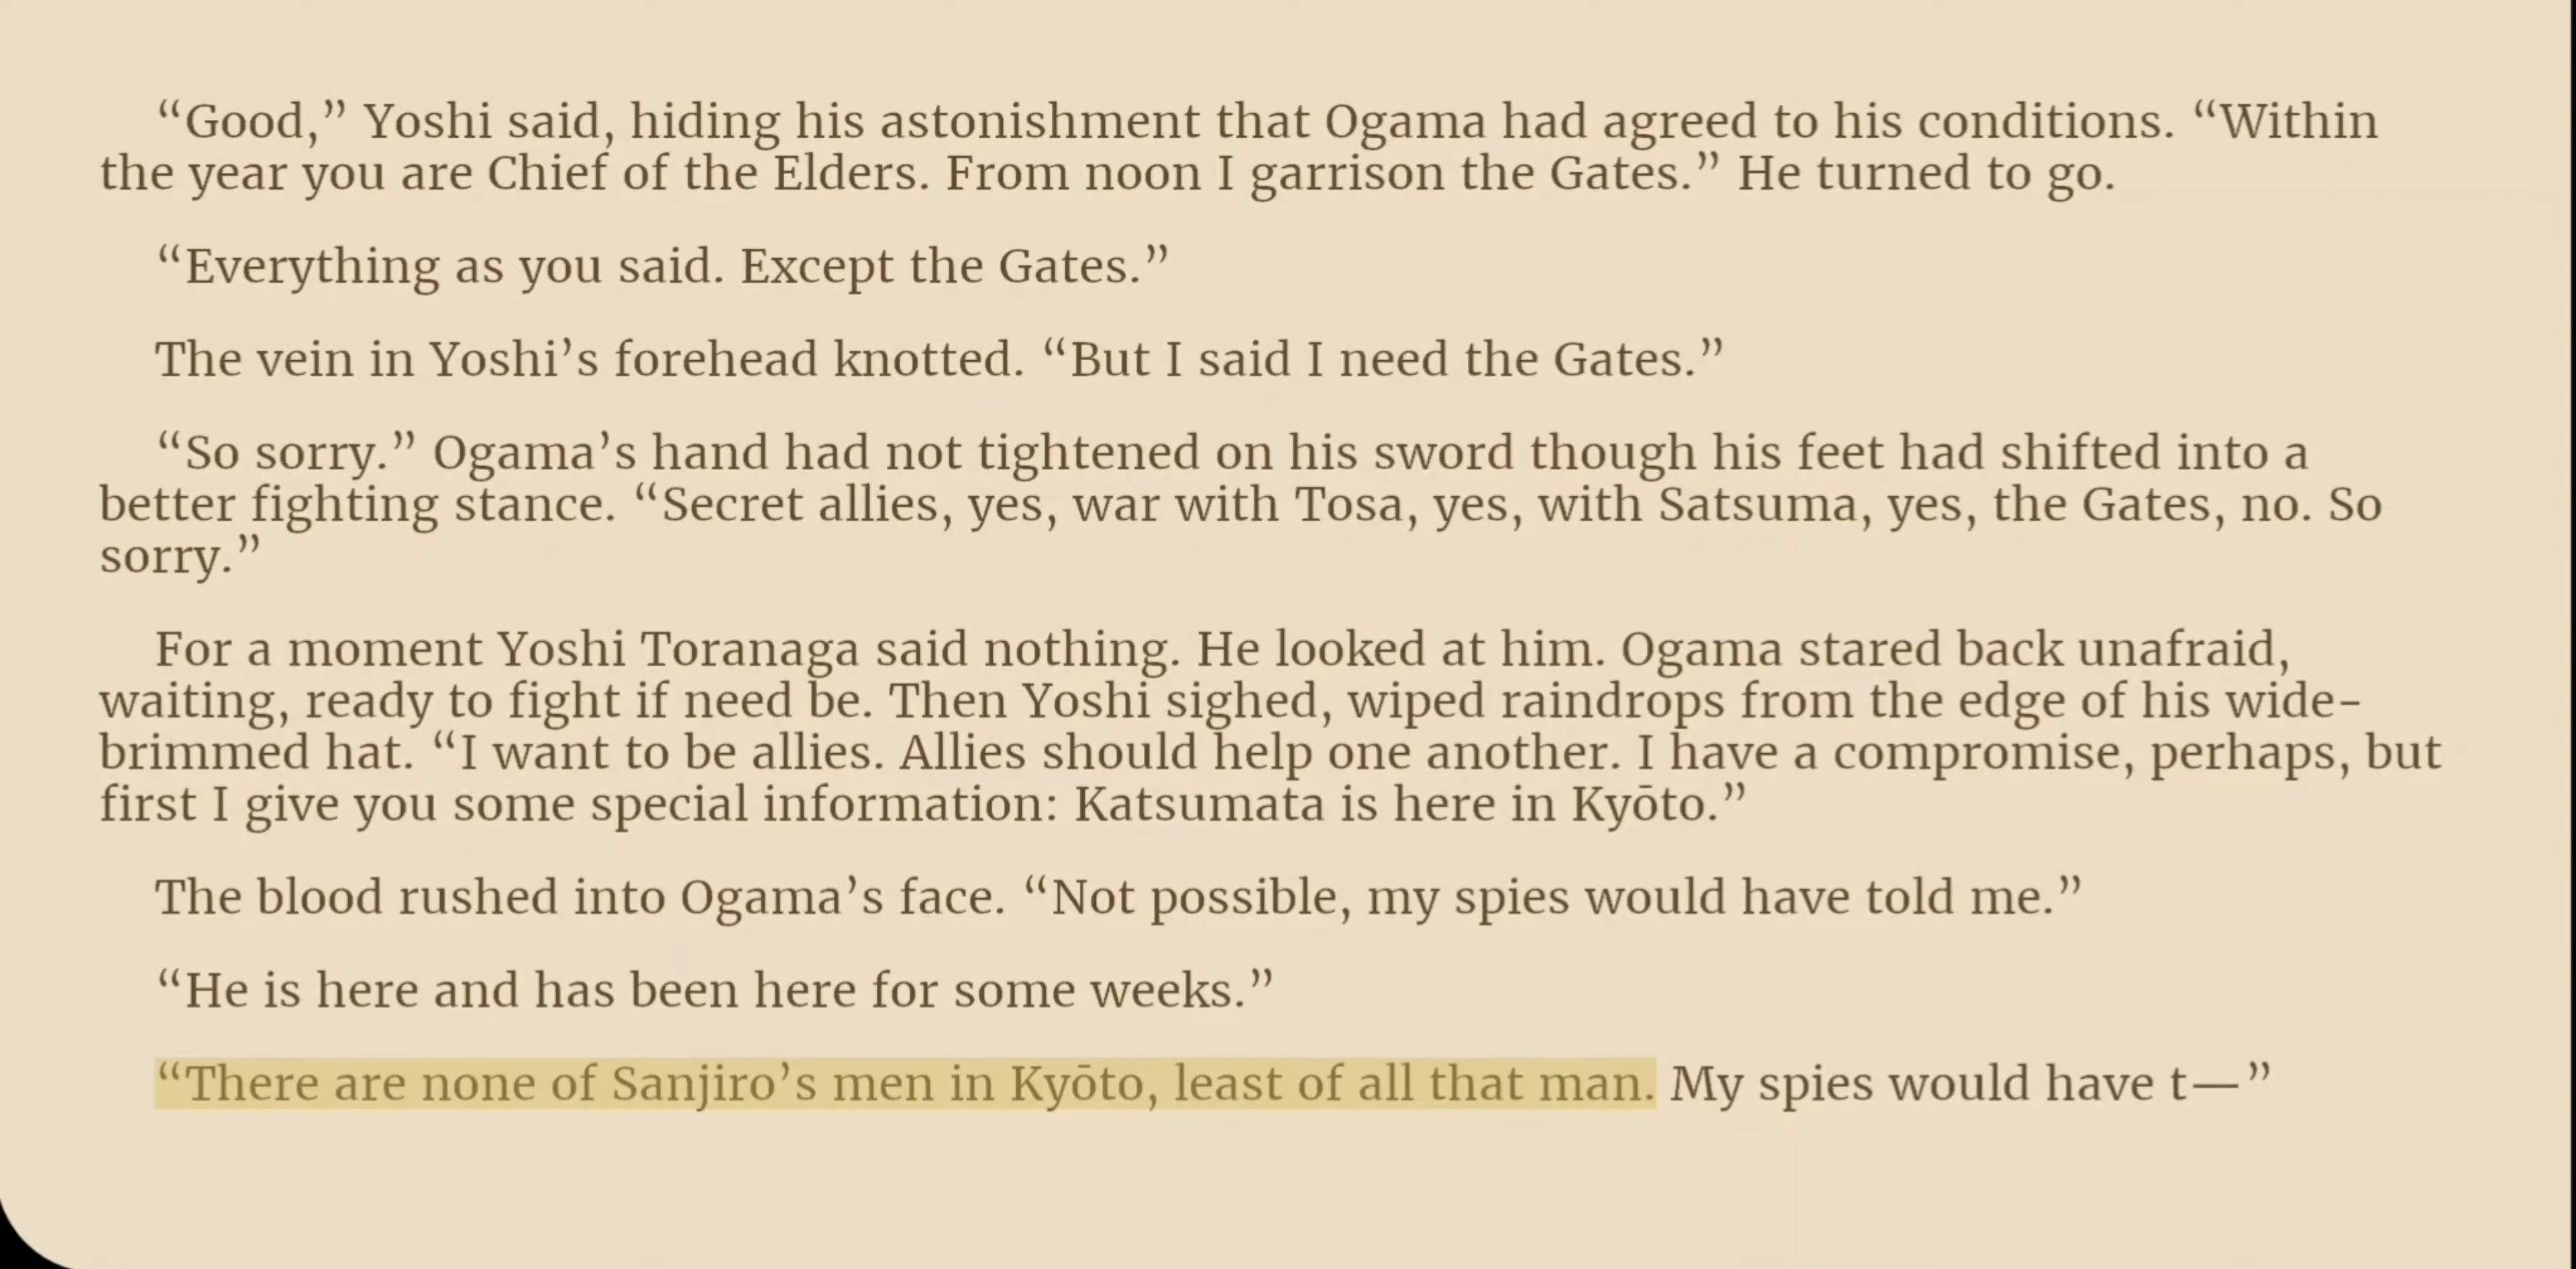 “Good,” Yoshi said, hiding his astonishment that Ogama had agreed to his conditions. “Within
the year you are Chief of the Elders. From noon I garrison the Gates.” He turned to go.
“Everything as you said. Except the Gates.”
The vein in Yoshi’s forehead knotted. “But I said I need the Gates.”
“So sorry.” Ogama’s hand had not tightened on his sword though his feet had shifted into a
better fighting stance. “Secret allies, yes, war with Tosa, yes, with Satsuma, yes, the Gates, no. So
sorry.”
For a moment Yoshi Toranaga said nothing. He looked at him. Ogama stared back unafraid,
waiting, ready to fight if need be. Then Yoshi sighed, wiped raindrops from the edge of his wide-
brimmed hat. “I want to be allies. Allies should help one another. I have a compromise, perhaps, but
first I give you some special information: Katsumata is here in Kyōto.”
The blood rushed into Ogama’s face. “Not possible, my spies would have told me.”
“He is here and has been here for some weeks.”
“There are none of Sanjiro’s men in Kyōto, least of all that man. My spies would have t—”